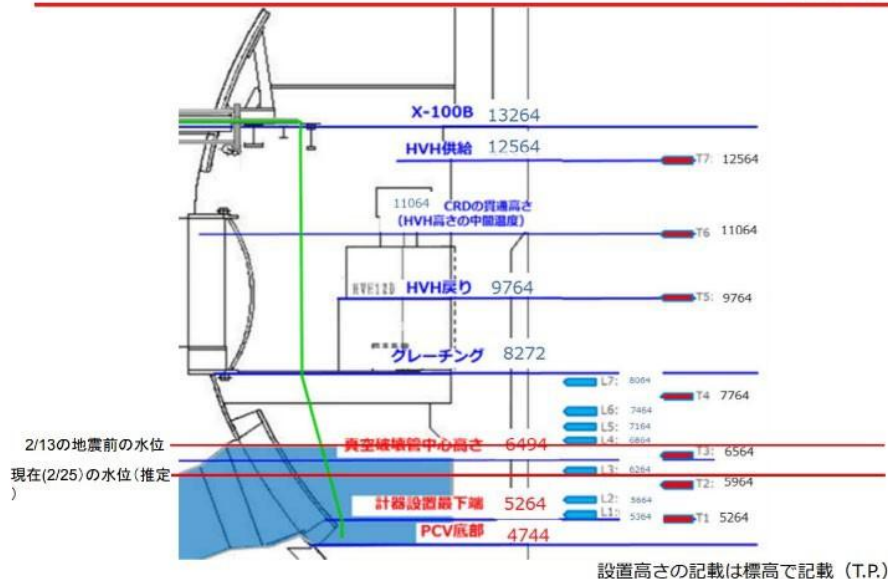 X-100B 13264
HVH供給 12564
T7: 12564
11064 CRDの貫通高さ
(HVH高さの中間温度)
T6 11064
HVH12D
HVH戻り 9764
T5: 9764
グレーチング 8272
L7: 8064
T4 7764
L6: 7464
L5: 7164
L4: 6864
2/13の地震前の水位
真空破壊管中心高さ 6494
T3: 6564
現在(2/25)の水位(推定
)
L3: 6264
T2: 5964
計器設置最下端 5264
L2: 5664
L1: 5364
T1 5264
PCV底部 4744
設置高さの記載は標高で記載（T.P.）